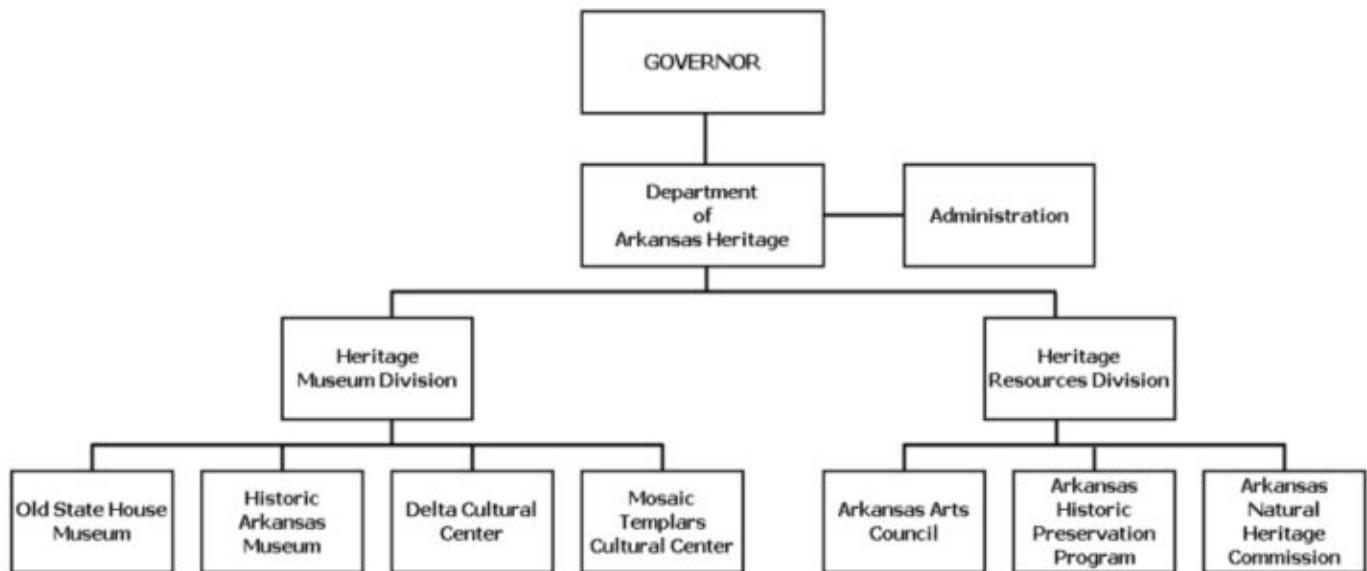 GOVERNOR
Department
of
Arkansas Heritage
Administration
Heritage
Museum Division
Heritage
Resources Division
Old State House
Museum
Historic
Arkansas
Museum
Delta Cultural
Center
Mosaic
Templars
Cultural Center
Arkansas Arts
Council
Arkansas
Historic
Preservation
Program
Arkansas
Natural
Heritage
Commission